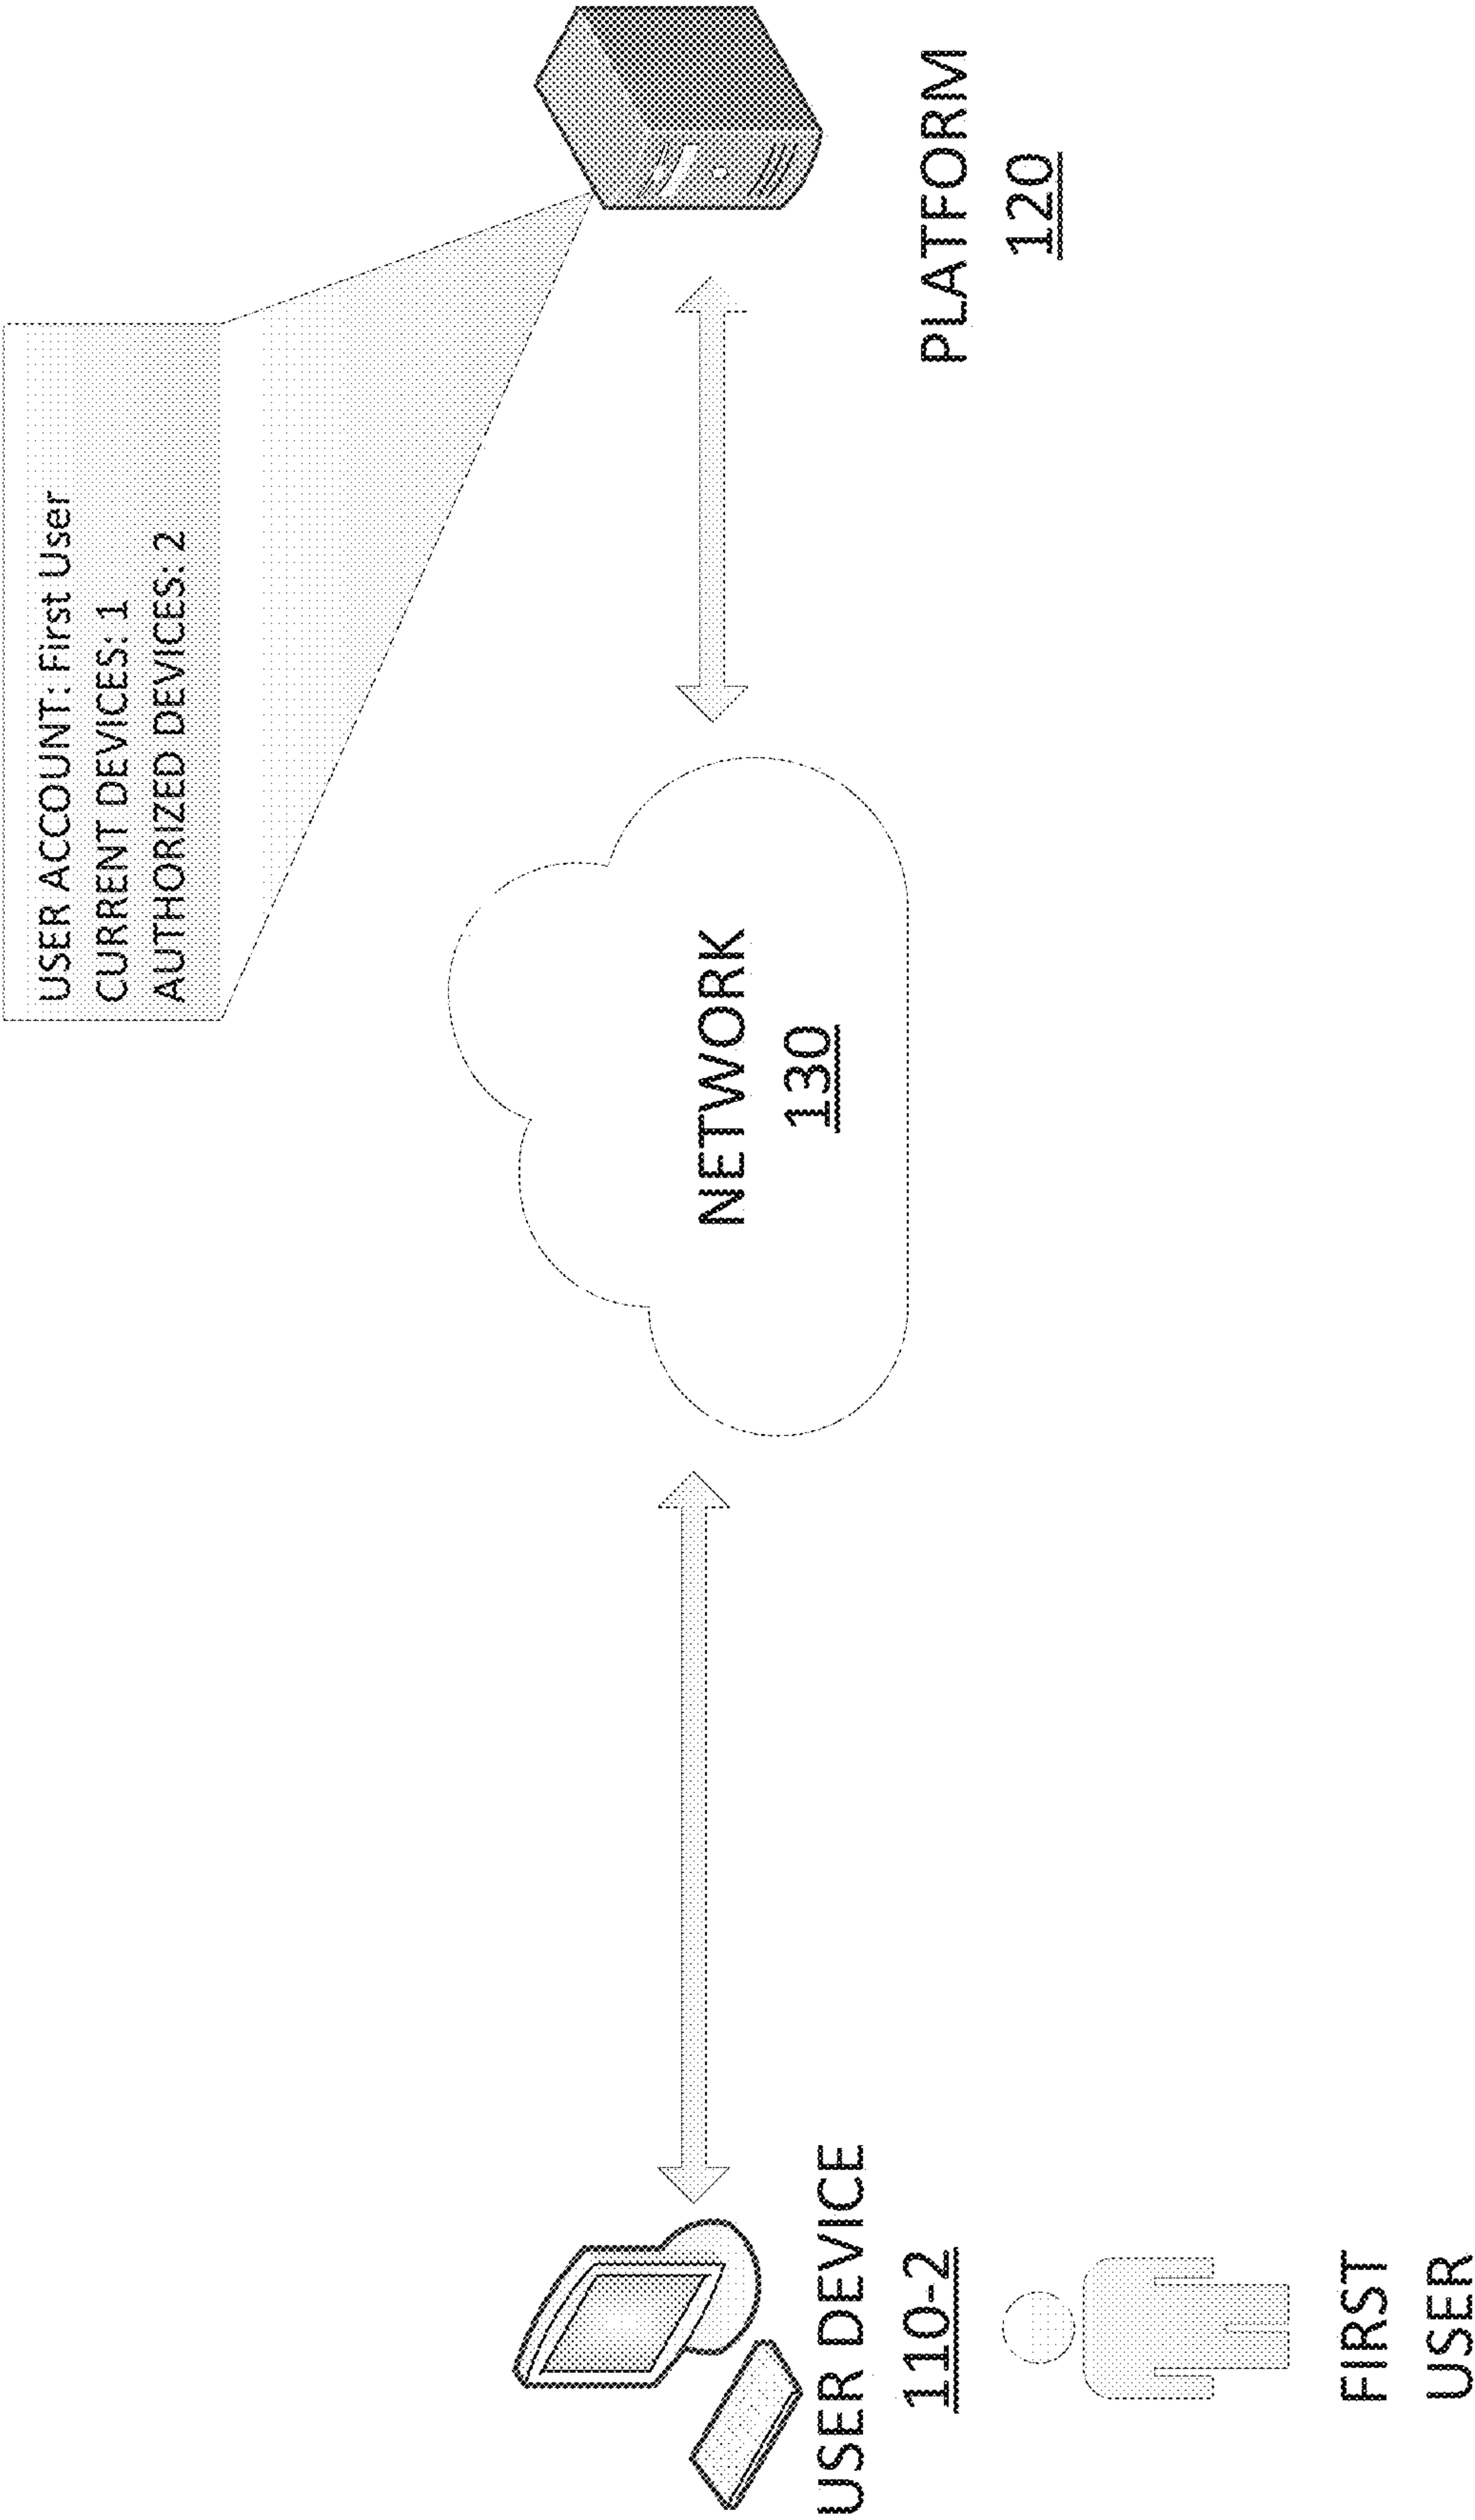 USER ACCOUNT: First User
CURRENT DEVICES: 1
AUTHORIZED DEVICES: 2
USER DEVICE
110-2
FIRST
USER
NETWORK
130
PLATFORM
120